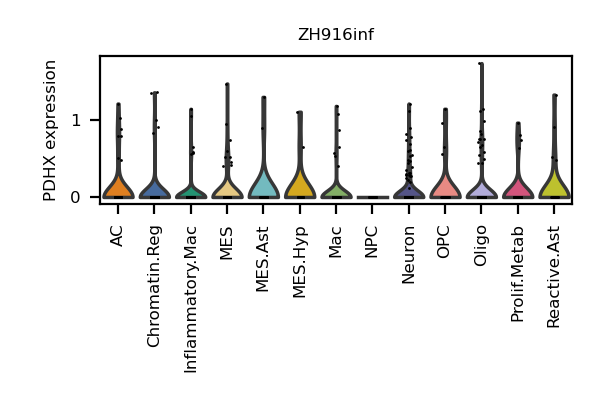 ZH916inf
PDHX expression
1
0
AC
Chromatin.Reg
Inflammatory.Mac
MES
MES.Ast
MES.Hyp
Mac
NPC
Neuron
OPC
Oligo
Prolif.Metab
Reactive.Ast